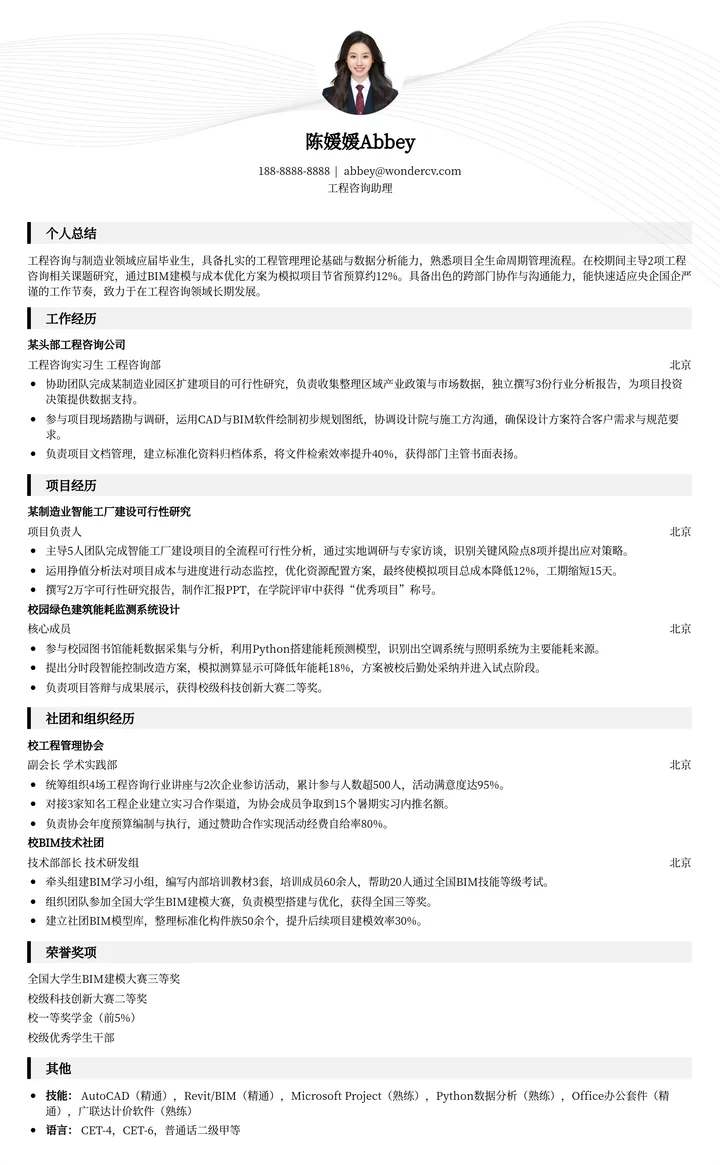 陈媛媛Abbey
188-8888-8888 | abbey@wondercv.com
工程咨询助理
个人总结
工程咨询与制造业领域应届毕业生，具备扎实的工程管理理论基础与数据分析能力，熟悉项目全生命周期管理流程。在校期间主导2项工程
咨询相关课题研究，通过BIM建模与成本优化方案为模拟项目节省预算约12%。具备出色的跨部门协作与沟通能力，能快速适应央企国企严
谨的工作节奏，致力于在工程咨询领域长期发展。
工作经历
某头部工程咨询公司
工程咨询实习生 工程咨询部 北京
• 协助团队完成某制造业园区扩建项目的可行性研究，负责收集整理区域产业政策与市场数据，独立撰写3份行业分析报告，为项目投资
决策提供数据支持。
• 参与项目现场踏勘与调研，运用CAD与BIM软件绘制初步规划图纸，协调设计院与施工方沟通，确保设计方案符合客户需求与规范要
求。
• 负责项目文档管理，建立标准化资料归档体系，将文件检索效率提升40%，获得部门主管书面表扬。
项目经历
某制造业智能工厂建设可行性研究
项目负责人 北京
• 主导5人团队完成智能工厂建设项目的全流程可行性分析，通过实地调研与专家访谈，识别关键风险点8项并提出应对策略。
• 运用挣值分析法对项目成本与进度进行动态监控，优化资源配置方案，最终使模拟项目总成本降低12%，工期缩短15天。
• 撰写2万字可行性研究报告，制作汇报PPT，在学院评审中获得“优秀项目”称号。
校园绿色建筑能耗监测系统设计
核心成员 北京
• 参与校园图书馆能耗数据采集与分析，利用Python搭建能耗预测模型，识别出空调系统与照明系统为主要能耗来源。
• 提出分时段智能控制改造方案，模拟测算显示可降低年能耗18%，方案被校后勤处采纳并进入试点阶段。
• 负责项目答辩与成果展示，获得校级科技创新大赛二等奖。
社团和组织经历
校工程管理协会
副会长 学术实践部 北京
• 统筹组织4场工程咨询行业讲座与2次企业参访活动，累计参与人数超500人，活动满意度达95%。
• 对接3家知名工程企业建立实习合作渠道，为协会成员争取到15个暑期实习内推名额。
• 负责协会年度预算编制与执行，通过赞助合作实现活动经费自给率80%。
校BIM技术社团
技术部部长 技术研发组 北京
• 牵头组建BIM学习小组，编写内部培训教材3套，培训成员60余人，帮助20人通过全国BIM技能等级考试。
• 组织团队参加全国大学生BIM建模大赛，负责模型搭建与优化，获得全国三等奖。
• 建立社团BIM模型库，整理标准化构件族50余个，提升后续项目建模效率30%。
荣誉奖项
全国大学生BIM建模大赛三等奖
校级科技创新大赛二等奖
校一等奖学金（前5%）
校级优秀学生干部
其他
• 技能： AutoCAD（精通），Revit/BIM（精通），Microsoft Project（熟练），Python数据分析（熟练），Office办公套件（精
通），广联达计价软件（熟练）
• 语言： CET-4，CET-6，普通话二级甲等